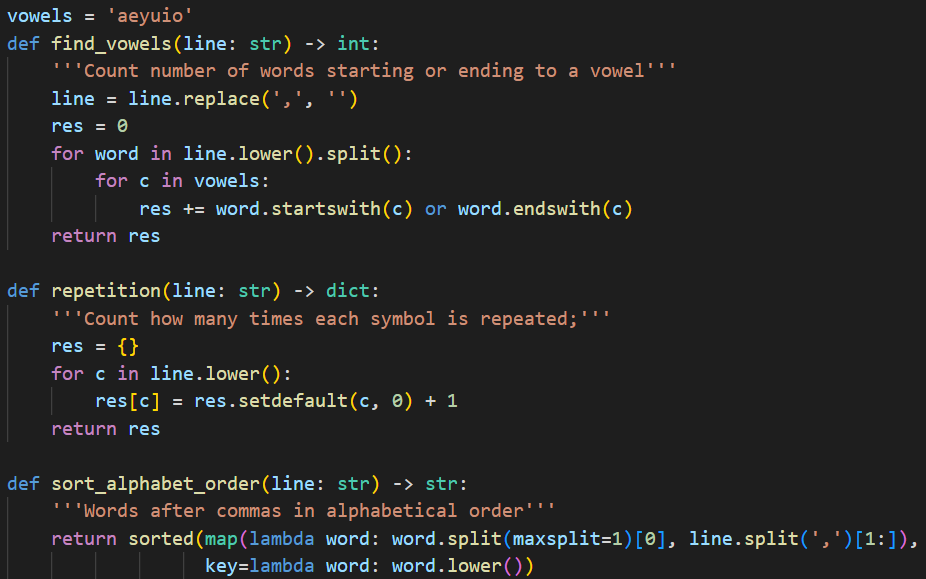 vowels = 'aeyuio'
def find_vowels(line: str) -> int:
    '''Count number of words starting or ending to a vowel'''
    line = line.replace(',', '')
    res = 0
    for word in line.lower().split():
        for c in vowels:
            res += word.startswith(c) or word.endswith(c)
    return res

def repetition(line: str) -> dict:
    '''Count how many times each symbol is repeated;'''
    res = {}
    for c in line.lower():
        res[c] = res.setdefault(c, 0) + 1
    return res

def sort_alphabet_order(line: str) -> str:
    '''Words after commas in alphabetical order'''
    return sorted(map(lambda word: word.split(maxsplit=1)[0], line.split(',')[1:]),
                  key=lambda word: word.lower())